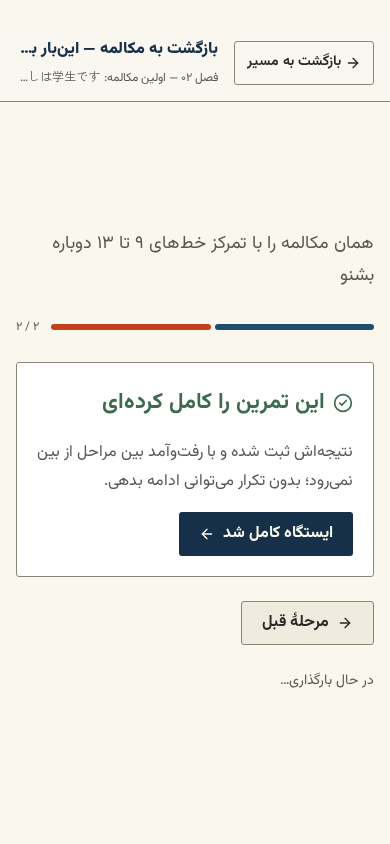 بازگشت به مسیر
بازگشت به مکالمه — این‌بار ب...
فصل ۰۲ — اولین مکالمه: しは学生です...
همان مکالمه را با تمرکز خط‌های ۹ تا ۱۳ دوباره
بشنو
۲ / ۲
این تمرین را کامل کرده‌ای
نتیجه‌اش ثبت شده و با رفت‌وآمد بین مراحل از بین
نمی‌رود؛ بدون تکرار می‌توانی ادامه بدهی.
ایستگاه کامل شد
مرحلهٔ قبل
در حال بارگذاری...